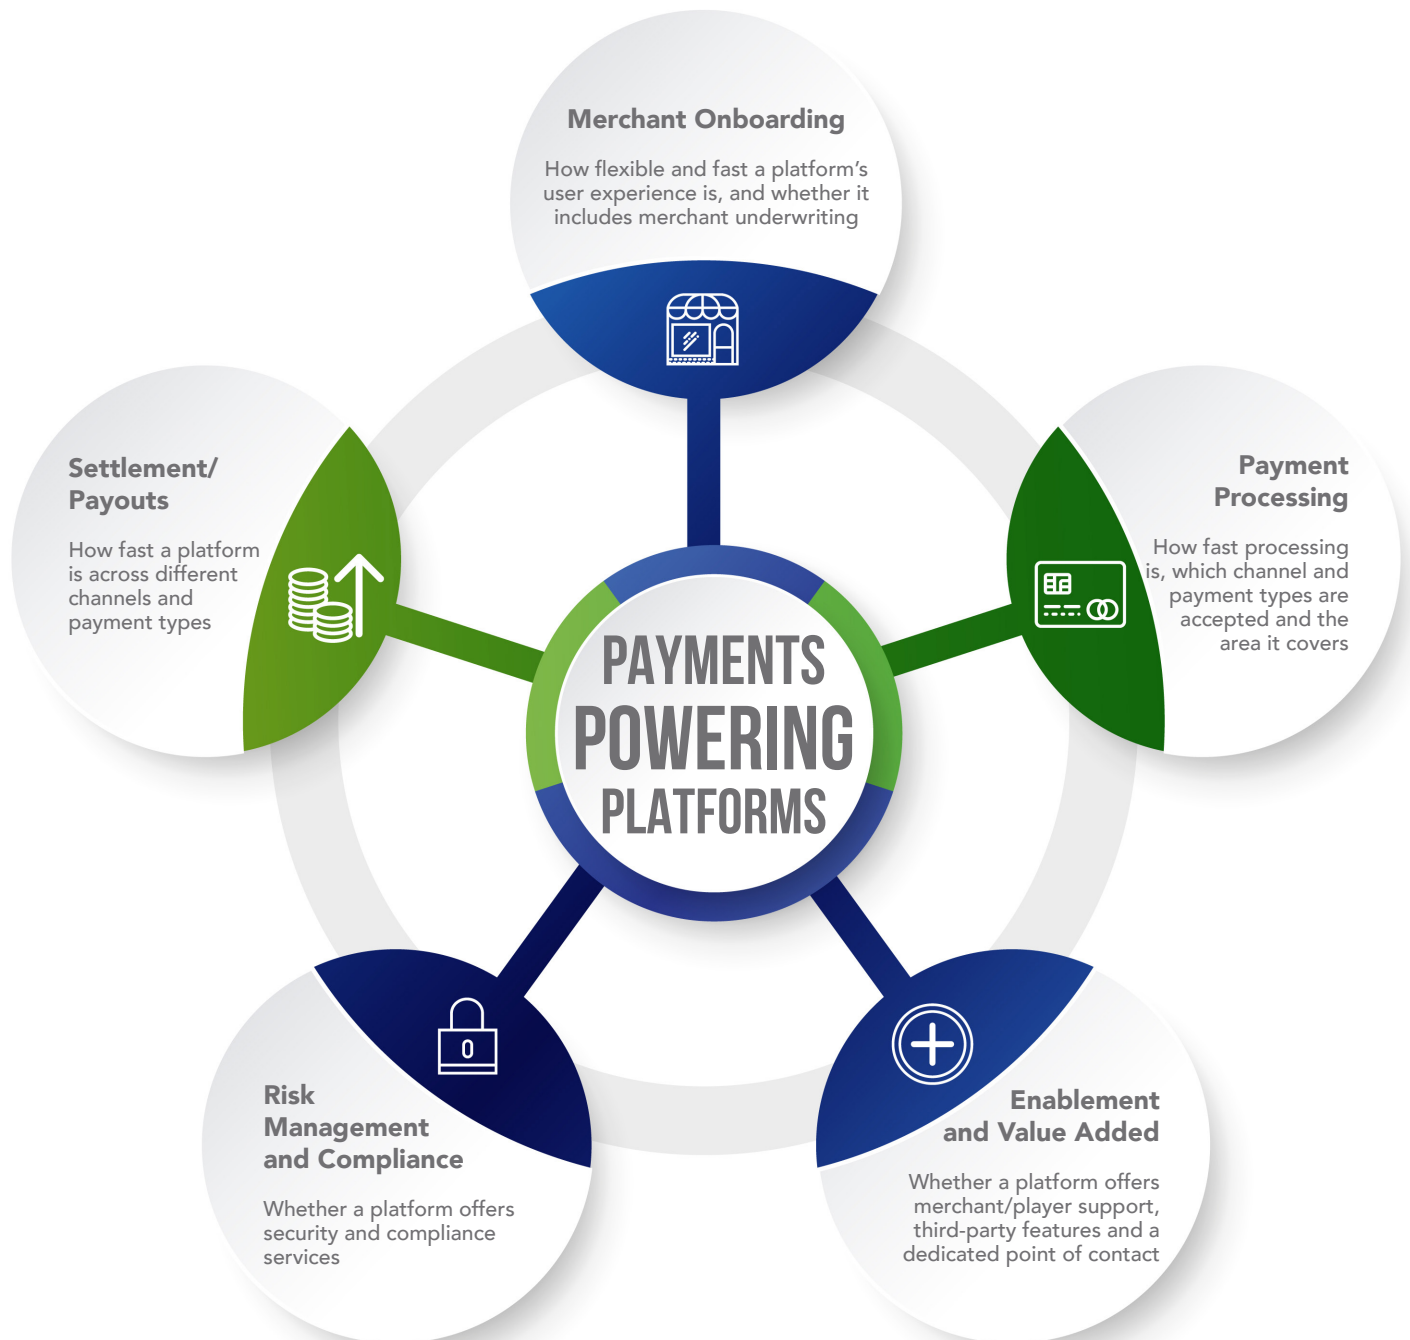 Merchant Onboarding
How flexible and fast a platform’s
user experience is, and whether it
includes merchant underwriting
Settlement/
Payouts
How fast a platform
is across different
channels and
payment types
Payment
Processing
How fast processing
is, which channel and
payment types are
accepted and the
area it covers
PAYMENTS
POWERING
PLATFORMS
Risk
Management
and Compliance
Whether a platform offers
security and compliance
services
Enablement
and Value Added
Whether a platform offers
merchant/player support,
third-party features and a
dedicated point of contact